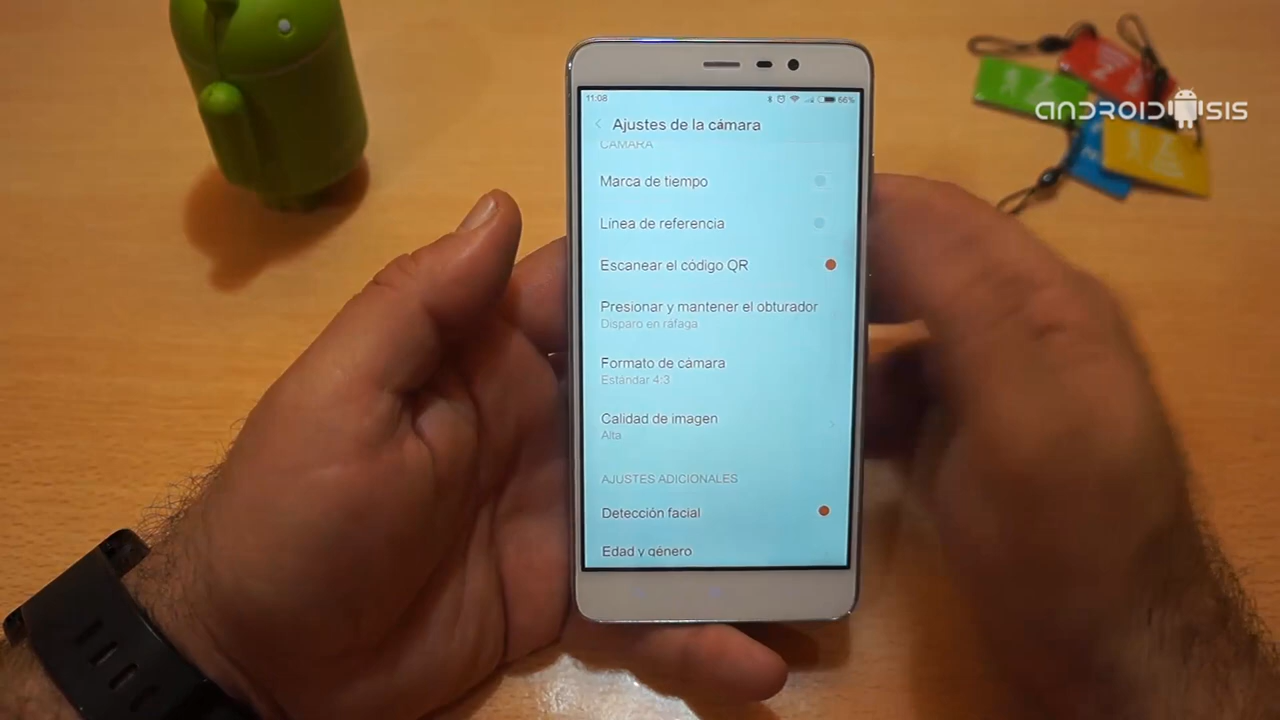 11:08
66%
Ajustes de la cámara
CÁMARA
Marca de tiempo
Línea de referencia
Escanear el código QR
Presionar y mantener el obturador
Disparo en ráfaga
Formato de cámara
Estándar 4:3
Calidad de imagen
Alta
AJUSTES ADICIONALES
Detección facial
Edad y género
ANDROIDSIS